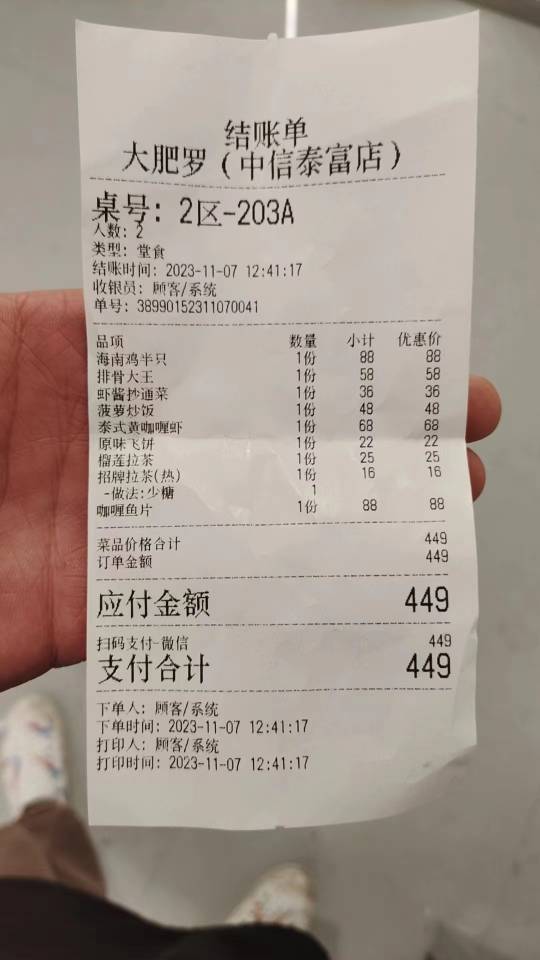 结账单
大肥罗（中信泰富店）
桌号: 2区-203A
人数: 2
类型: 堂食
结账时间: 2023-11-07 12:41:17
收银员: 顾客/系统
单号: 38990152311070041
品项 数量 小计 优惠价
海南鸡半只 1份 88 88
排骨大王 1份 58 58
虾酱抄通菜 1份 36 36
菠萝炒饭 1份 48 48
泰式黄咖喱虾 1份 68 68
原味飞饼 1份 22 22
榴莲拉茶 1份 25 25
招牌拉茶(热) 1份 16 16
-做法:少糖 1
咖喱鱼片 1份 88 88
菜品价格合计 449
订单金额 449
应付金额 449
扫码支付-微信 449
支付合计 449
下单人: 顾客/系统
下单时间: 2023-11-07 12:41:17
打印人: 顾客/系统
打印时间: 2023-11-07 12:41:17